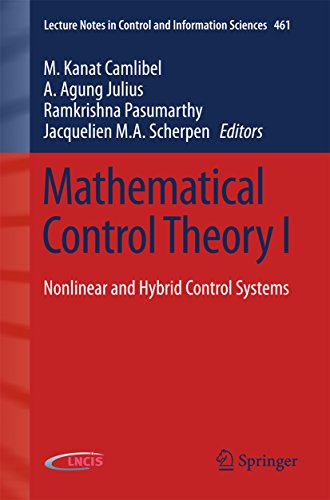 Lecture Notes in Control and Information Sciences 461
M. Kanat Camlibel
A. Agung Julius
Ramkrishna Pasumarthy
Jacquelien M.A. Scherpen Editors
Mathematical
Control Theory I
Nonlinear and Hybrid Control Systems
LNCIS
Springer